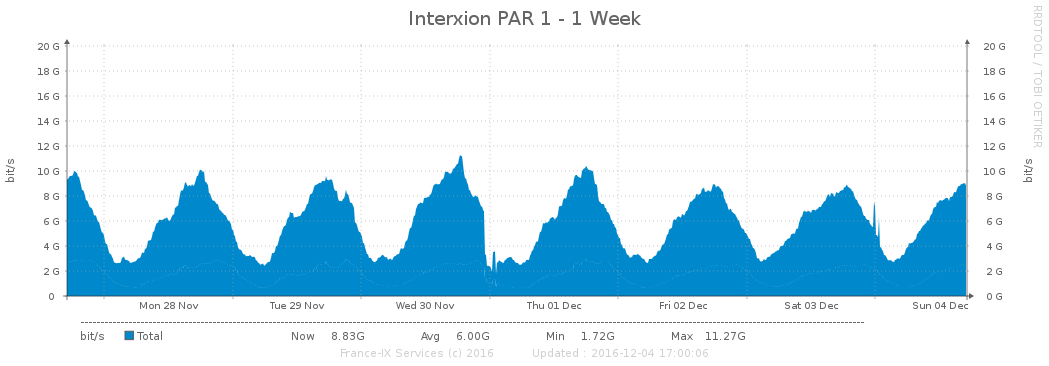 Interxion PAR 1 - 1 Week
RRDTOOL / TOBI OETIKER
bit/s
20 G 20 G
18 G 18 G
16 G 16 G
14 G 14 G
12 G 12 G
10 G 10 G
8 G 8 G
6 G 6 G
4 G 4 G
2 G 2 G
0 0 G
bit/s
Mon 28 Nov Tue 29 Nov Wed 30 Nov Thu 01 Dec Fri 02 Dec Sat 03 Dec Sun 04 Dec
bit/s Total Now 8.83G Avg 6.00G Min 1.72G Max 11.27G
France-IX Services (c) 2016 Updated : 2016-12-04 17:00:06